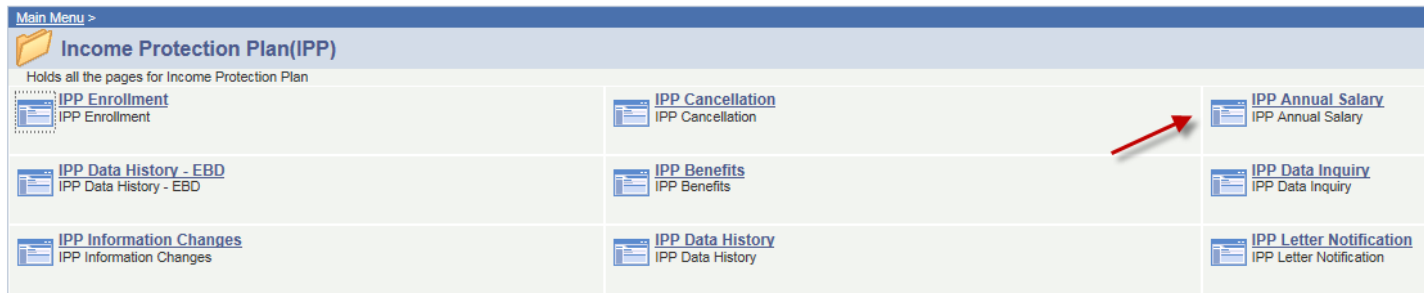 Main Menu >
Income Protection Plan(IPP)
Holds all the pages for Income Protection Plan
IPP Enrollment
IPP Enrollment
IPP Cancellation
IPP Cancellation
IPP Annual Salary
IPP Annual Salary
IPP Data History - EBD
IPP Data History - EBD
IPP Benefits
IPP Benefits
IPP Data Inquiry
IPP Data Inquiry
IPP Information Changes
IPP Information Changes
IPP Data History
IPP Data History
IPP Letter Notification
IPP Letter Notification